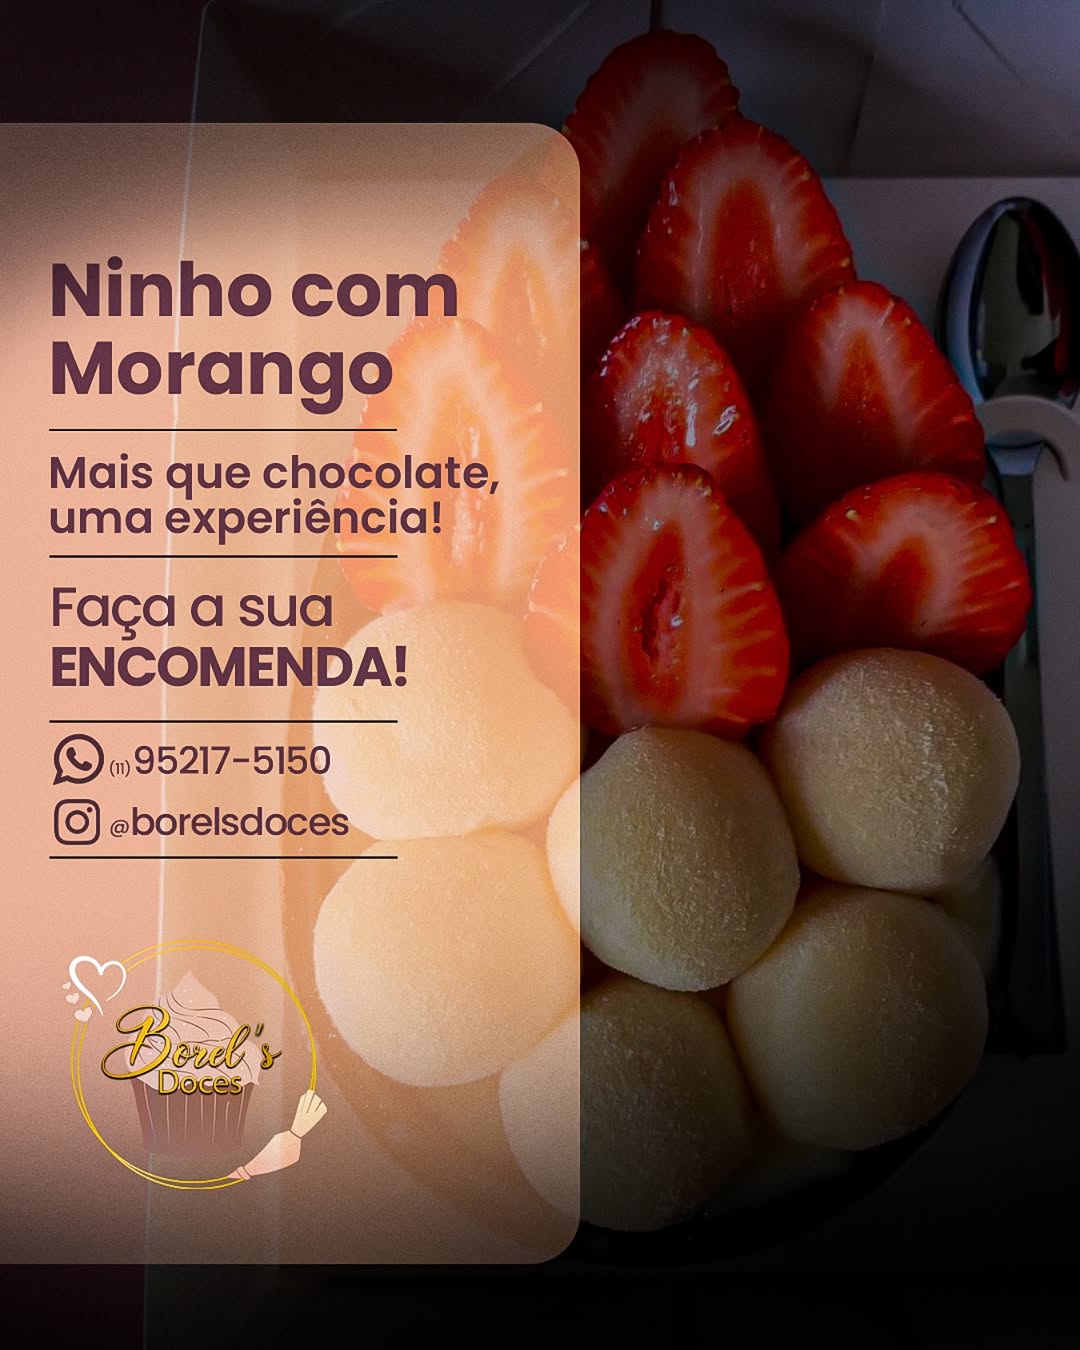 Ninho com
Morango
Mais que chocolate,
uma experiência!
Faça a sua
ENCOMENDA!
(11) 95217-5150
@borelsdoces
Borel's
Doces